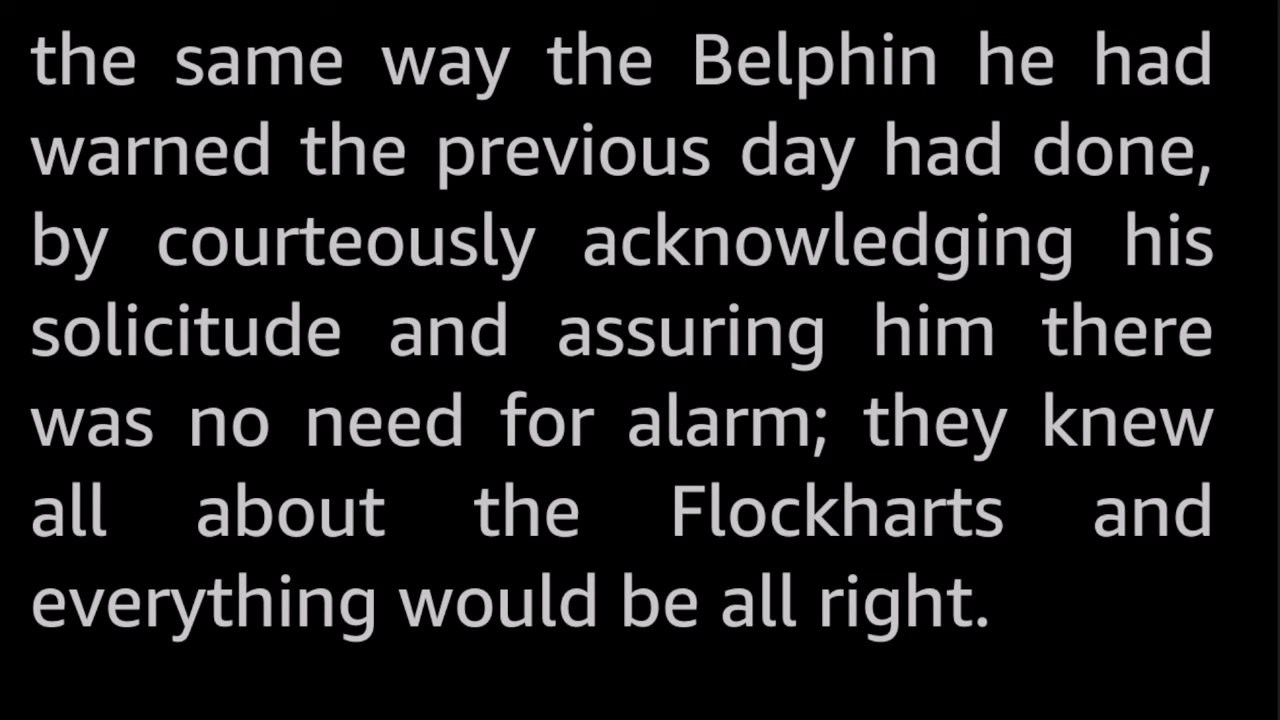 the same way the Belphin he had
warned the previous day had done,
by courteously acknowledging his
solicitude and assuring him there
was no need for alarm; they knew
all about the Flockharts and
everything would be all right.